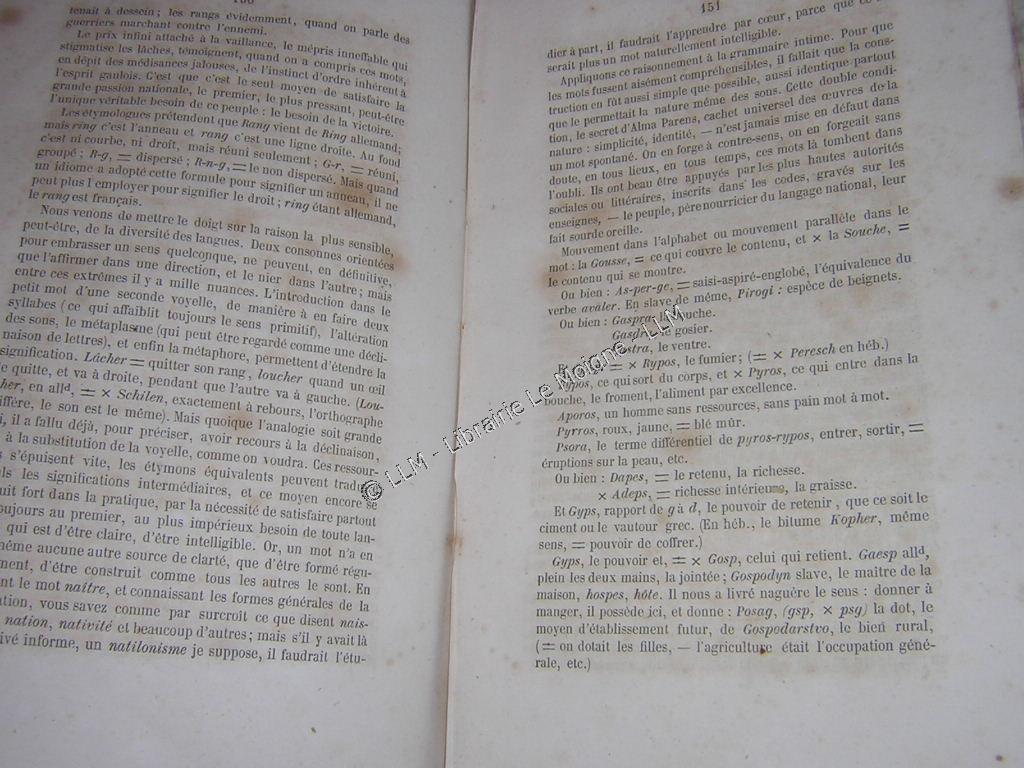 tenait à dessein; les rangs évidemment, quand on parle des
guerriers marchant contre l'ennemi.
Le prix infini attaché à la vaillance, le mépris inneffable qui
stigmatise les lâches, témoignent, quand on a compris ces mots,
en dépit des médisances jalouses, de l'instinct d'ordre inhérent à
l'esprit gaulois. C'est que c'est le seul moyen de satisfaire la
grande passion nationale, le premier, le plus pressant, peut-être
l'unique véritable besoin de ce peuple : le besoin de la victoire.
Les étymologues prétendent que Rang vient de Ring allemand;
mais ring c'est l'anneau et rang c'est une ligne droite. Au fond
c'est ni courbe, ni droit, mais réuni seulement; G-r, = réuni,
groupé; R-g, = dispersé; R-n-g, = le non dispersé. Mais quand
un idiome a adopté cette formule pour signifier un anneau, il ne
peut plus l'employer pour signifier le droit; ring étant allemand,
le rang est français.
Nous venons de mettre le doigt sur la raison la plus sensible,
peut-être, de la diversité des langues. Deux consonnes orientées
pour embrasser un sens quelconque, ne peuvent, en définitive,
que l'affirmer dans une direction, et le nier dans l'autre; mais
entre ces extrêmes il y a mille nuances. L'introduction dans le
petit mot d'une seconde voyelle, de manière à en faire deux
syllabes (ce qui affaiblit toujours le sens primitif), l'altération
des sons, le métaplasme (qui peut être regardé comme une décli-
naison de lettres), et enfin la métaphore, permettent d'étendre la
signification. Lâcher = quitter son rang, loucher quand un œil
quitte, et va à droite, pendant que l'autre va à gauche. (Lou-
her, en all^d, = × Schilen, exactement à rebours, l'orthographe
iffère, le son est le même). Mais quoique l'analogie soit grande
i, il a fallu déjà, pour préciser, avoir recours à la déclinaison,
à la substitution de la voyelle, comme on voudra. Ces ressour-
s s'épuisent vite, les étymons équivalents peuvent traduire
ls les significations intermédiaires, et ce moyen encore se
uit fort dans la pratique, par la nécessité de satisfaire partout
oujours au premier, au plus impérieux besoin de toute lan-
qui est d'être claire, d'être intelligible. Or, un mot n'a en
même aucune autre source de clarté, que d'être formé régu-
ment, d'être construit comme tous les autres le sont. En
nt le mot naître, et connaissant les formes générales de la
ation, vous savez comme par surcroît ce que disent nais-
nation, nativité et beaucoup d'autres; mais s'il y avait là
ivé informe, un natilonisme je suppose, il faudrait l'étu-
151
dier à part, il faudrait l'apprendre par cœur, parce que ce
serait plus un mot naturellement intelligible.
Appliquons ce raisonnement à la grammaire intime. Pour que
les mots fussent aisément compréhensibles, il fallait que la cons-
truction en fût aussi simple que possible, aussi identique partout
que le permettait la nature même des sons. Cette double condi-
tion, le secret d'Alma Parens, cachet universel des œuvres de la
nature : simplicité, identité, — n'est jamais mise en défaut dans
un mot spontané. On en forge à contre-sens, on en forgeait sans
doute, en tous lieux, en tous temps, ces mots là tombent dans
l'oubli. Ils ont beau être appuyés par les plus hautes autorités
sociales ou littéraires, inscrits dans les codes, gravés sur les
enseignes, — le peuple, père nourricier du langage national, leur
fait sourde oreille.
Mouvement dans l'alphabet ou mouvement parallèle dans le
mot : la Gousse, = ce qui couvre le contenu, et × la Souche, =
le contenu qui se montre.
Ou bien : As-per-ge, = saisi-aspiré-englobé, l'équivalence du
verbe avaler. En slave de même, Pirogi : espèce de beignets.
Ou bien : Gaspra, la bouche.
Gasdro, le gosier.
Gastra, le ventre.
× Rypos, le fumier; (= × Peresch en héb.)
Rypos, ce qui sort du corps, et × Pyros, ce qui entre dans la
bouche, le froment, l'aliment par excellence.
Aporos, un homme sans ressources, sans pain mot à mot.
Pyrros, roux, jaune, = blé mûr.
Psora, le terme différentiel de pyros-rypos, entrer, sortir, =
éruptions sur la peau, etc.
Ou bien : Dapes, = le retenu, la richesse.
× Adeps, = richesse intérieure, la graisse.
Et Gyps, rapport de g à d, le pouvoir de retenir, que ce soit le
ciment ou le vautour grec. (En héb., le bitume Kopher, même
sens, = pouvoir de coffrer.)
Gyps, le pouvoir et, = × Gosp, celui qui retient. Gaesp all^d,
plein les deux mains, la jointée; Gospodyn slave, le maître de la
maison, hospes, hôte. Il nous a livré naguère le sens : donner à
manger, il possède ici, et donne : Posag, (gsp, × psg) la dot, le
moyen d'établissement futur, de Gospodarstvo, le bien rural,
(= on dotait les filles, — l'agriculture était l'occupation géné-
rale, etc.)
© LLM - Librairie Le Moigne - LLM